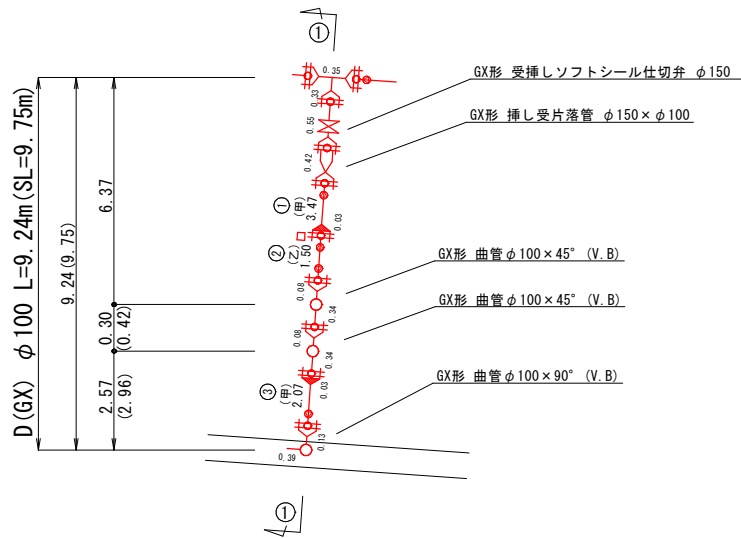 ①
0.35
GX形 受挿しソフトシール仕切弁 φ150
0.33
0.55
GX形 挿し受片落管 φ150×φ100
0.42
D(GX) φ100 L=9.24m(SL=9.75m)
9.24(9.75)
6.37
①
(甲)
3.47
0.03
②
(乙)
1.50
GX形 曲管φ100×45°(V.B)
0.08
0.34
0.30
(0.42)
GX形 曲管φ100×45°(V.B)
0.08
0.34
2.57
(2.96)
③
(甲)
2.07
0.03
GX形 曲管φ100×90°(V.B)
0.13
0.39
①